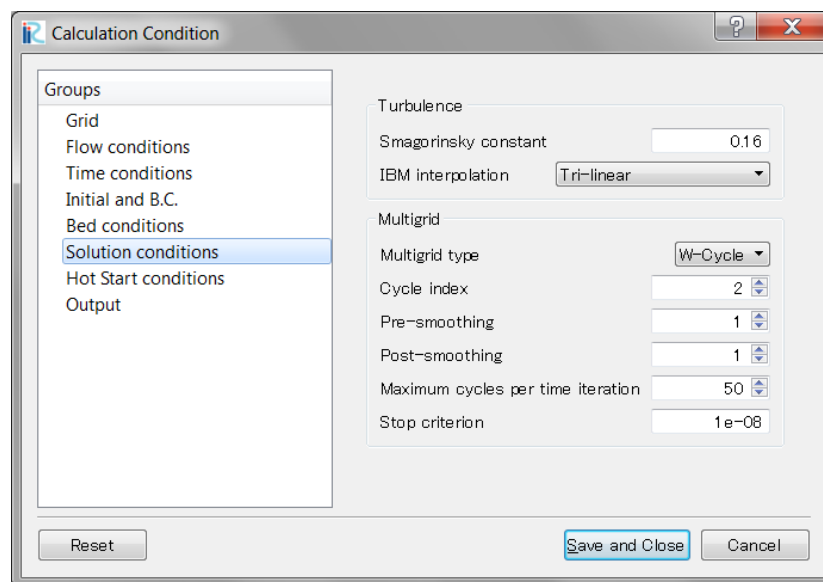 iRIC Calculation Condition
Groups
Grid
Flow conditions
Time conditions
Initial and B.C.
Bed conditions
Solution conditions
Hot Start conditions
Output
Turbulence
Smagorinsky constant 0.16
IBM interpolation Tri-linear
Multigrid
Multigrid type W-Cycle
Cycle index 2
Pre-smoothing 1
Post-smoothing 1
Maximum cycles per time iteration 50
Stop criterion 1e-08
Reset Save and Close Cancel